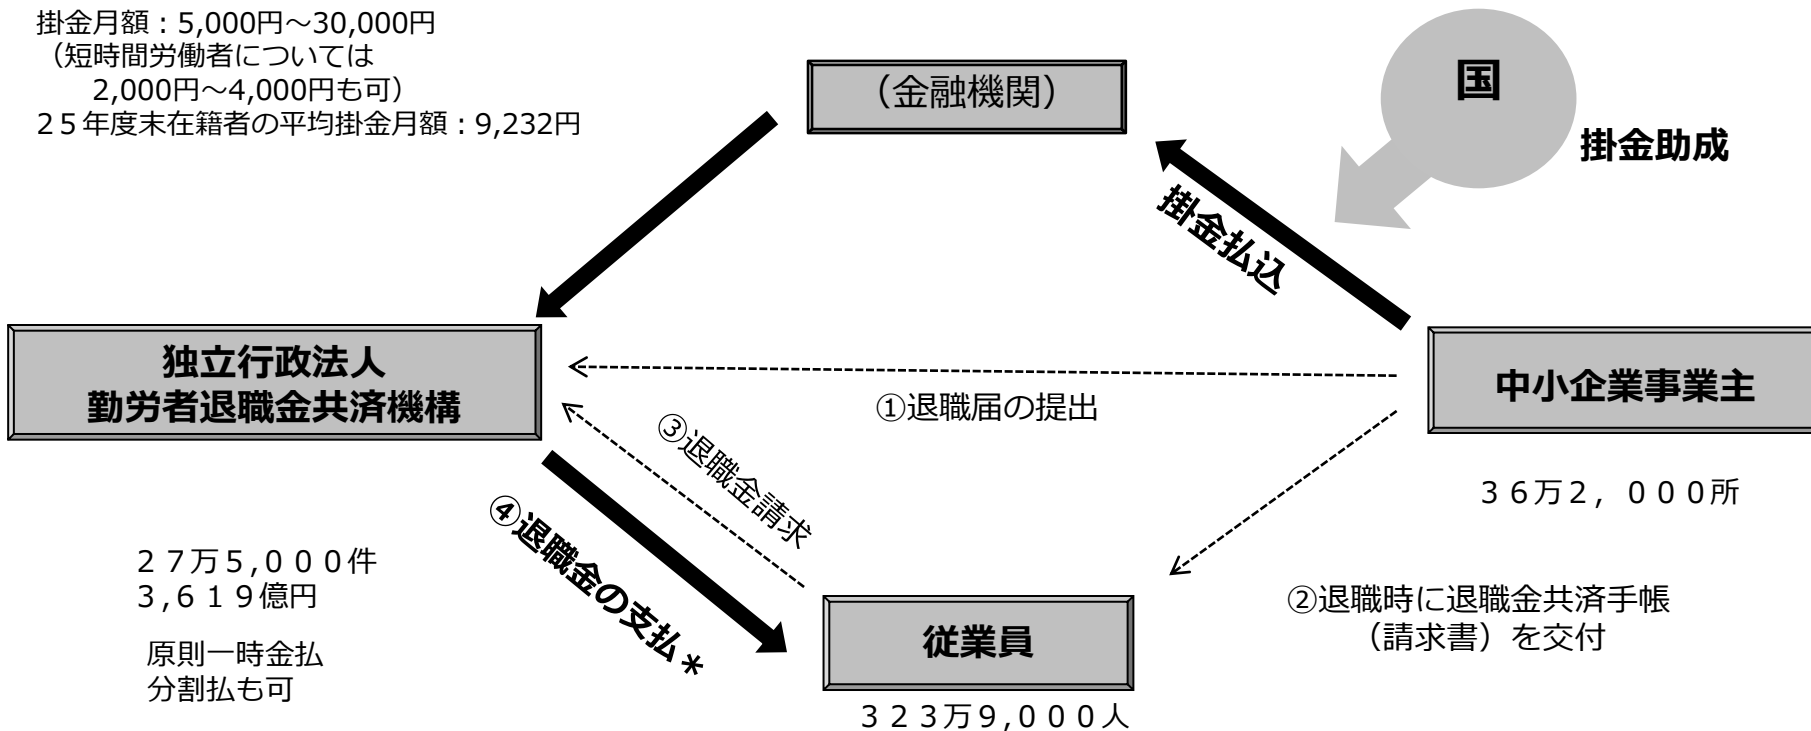 掛金月額：5,000円～30,000円
（短時間労働者については
2,000円～4,000円も可）
２５年度末在籍者の平均掛金月額：9,232円
（金融機関）
国
掛金助成
掛金払込
独立行政法人
勤労者退職金共済機構
中小企業事業主
①退職届の提出
③退職金請求
④退職金の支払＊
３６万２，０００所
２７万５,０００件
３,６１９億円
原則一時金払
分割払も可
②退職時に退職金共済手帳
（請求書）を交付
従業員
３２３万９,０００人